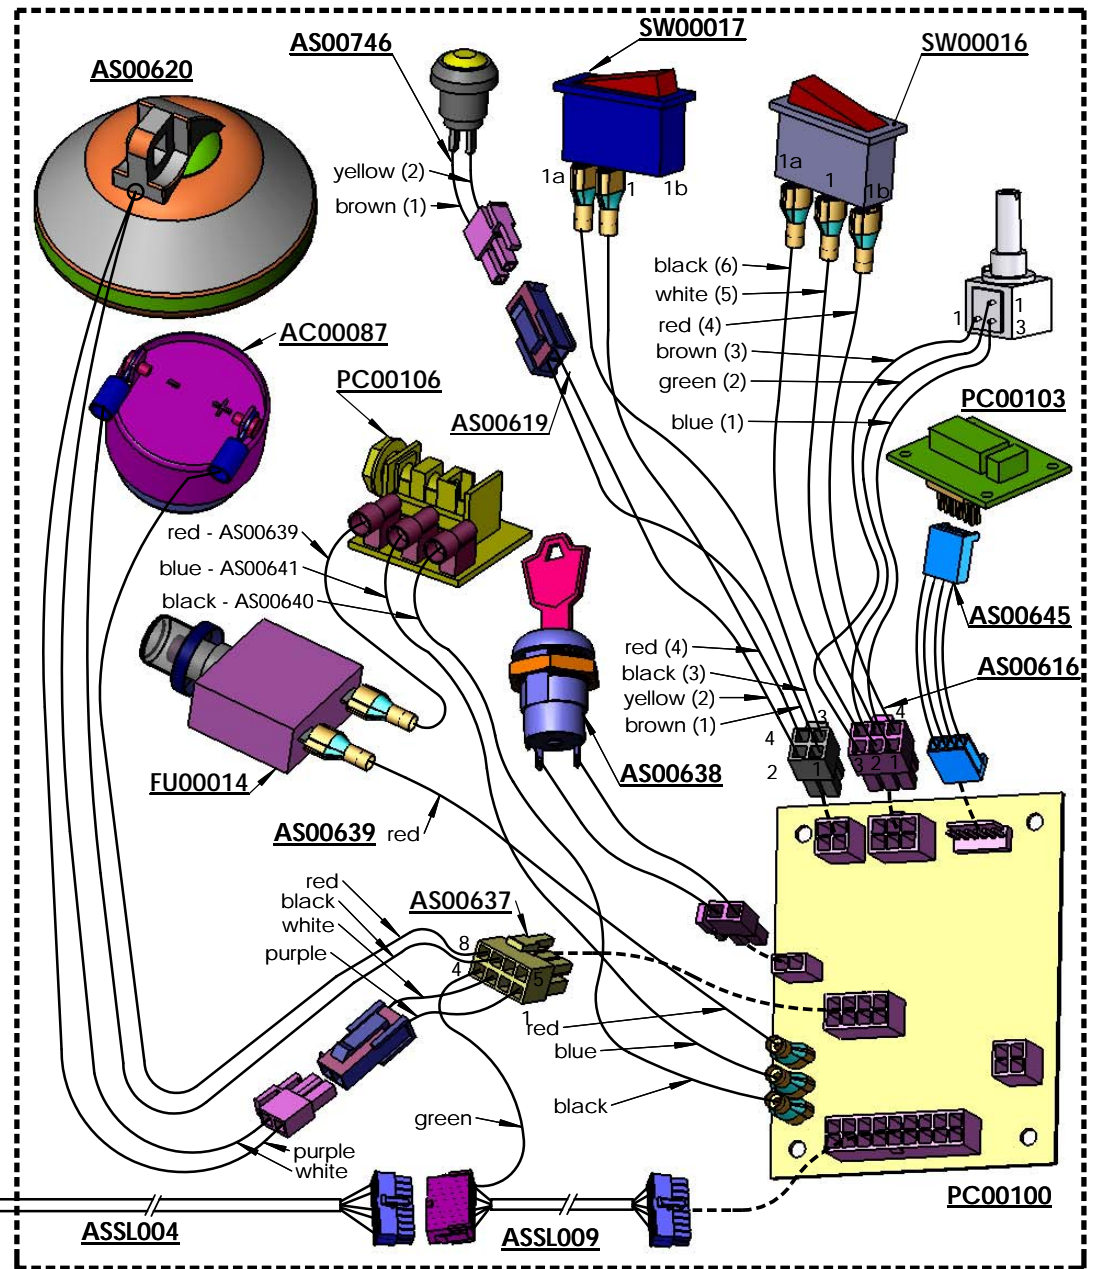 AS00620
AS00746
SW00017
SW00016
yellow (2)
brown (1)
1a
1
1b
1a
1
1b
black (6)
white (5)
red (4)
brown (3)
green (2)
blue (1)
1
1
3
AC00087
-
+
PC00106
AS00619
PC00103
red - AS00639
blue - AS00641
black - AS00640
AS00645
red (4)
black (3)
yellow (2)
brown (1)
AS00616
3
4
4
2
1
3
2
1
FU00014
AS00638
AS00639 red
red
black
white
purple
AS00637
8
4
5
1
red
blue
black
green
purple
white
PC00100
ASSL004
ASSL009